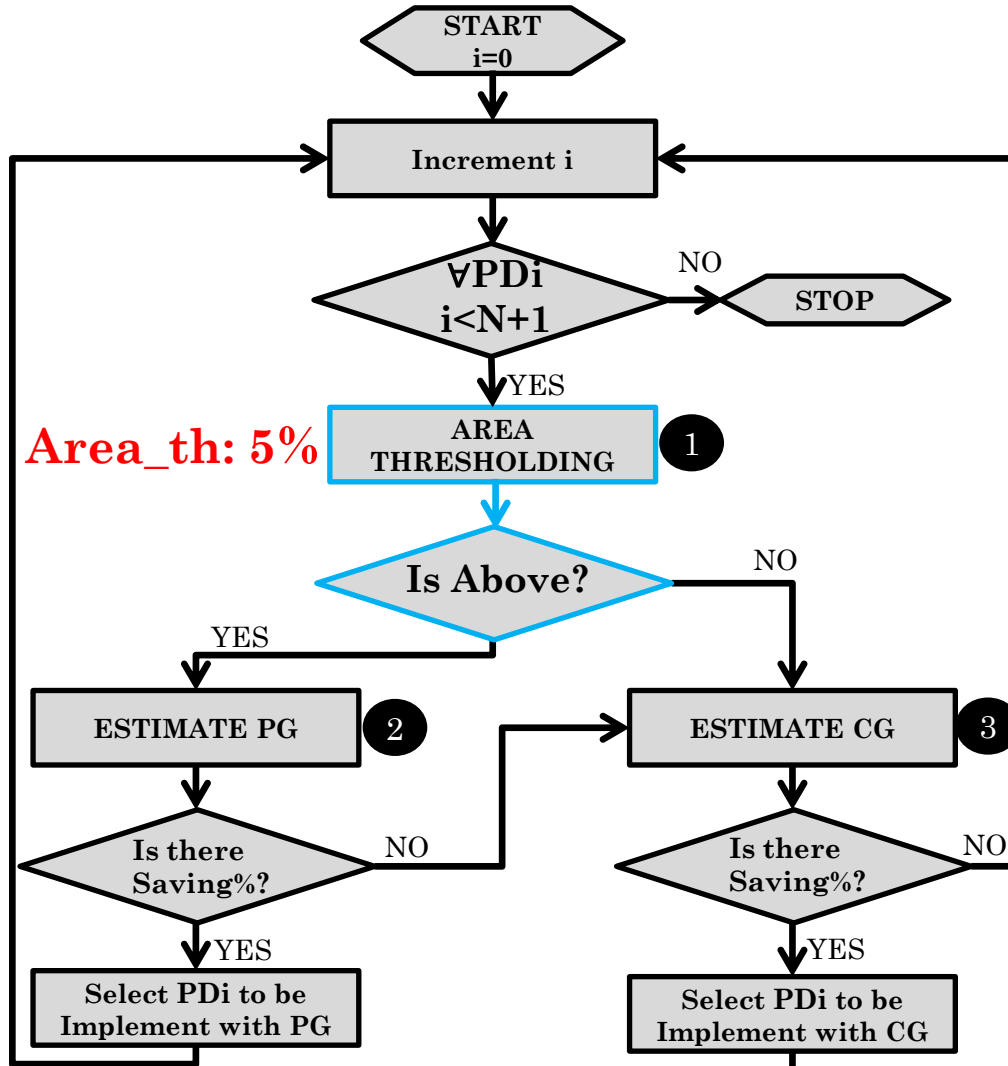 START
i=0
Increment i
∀PDi
i<N+1
NO
STOP
YES
Area_th: 5%
AREA
THRESHOLDING
1
Is Above?
NO
YES
ESTIMATE PG
2
ESTIMATE CG
3
Is there
Saving%?
NO
Is there
Saving%?
NO
YES
YES
Select PDi to be
Implement with PG
Select PDi to be
Implement with CG